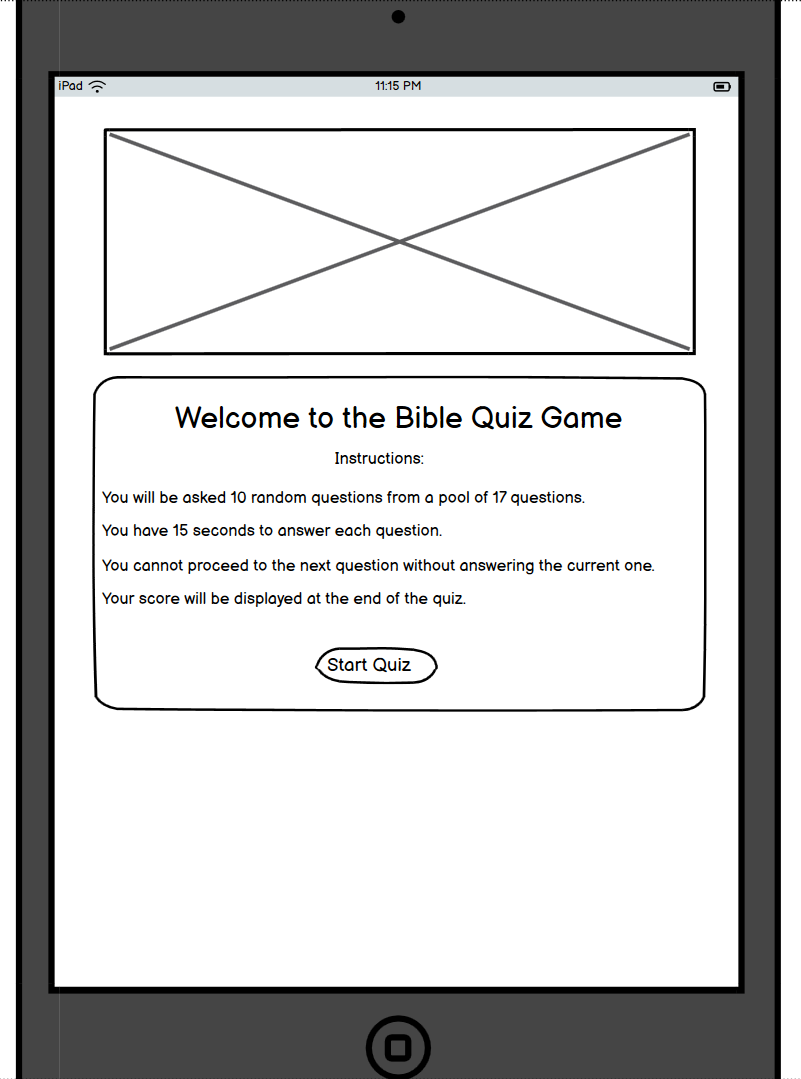 iPad 11:15 PM
Welcome to the Bible Quiz Game
Instructions:
You will be asked 10 random questions from a pool of 17 questions.
You have 15 seconds to answer each question.
You cannot proceed to the next question without answering the current one.
Your score will be displayed at the end of the quiz.
Start Quiz